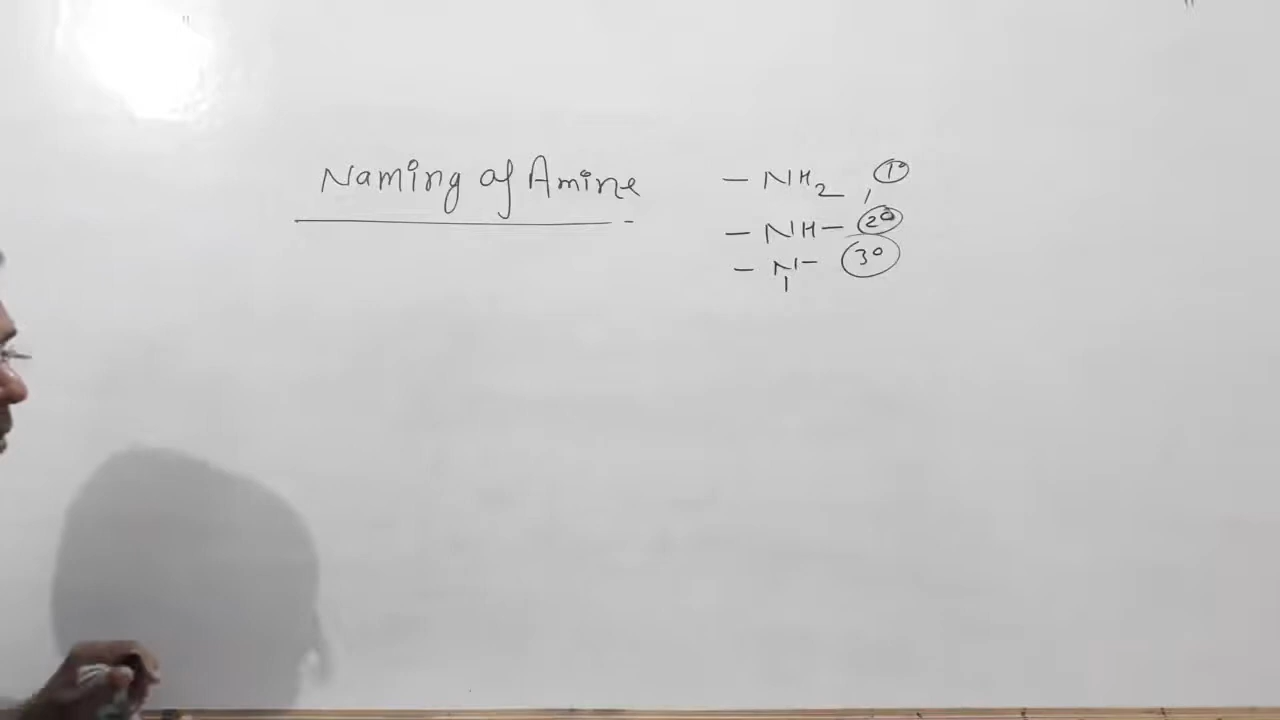 Naming of Amine
- NH2, 1°
- NH- 2°
- N- 3°